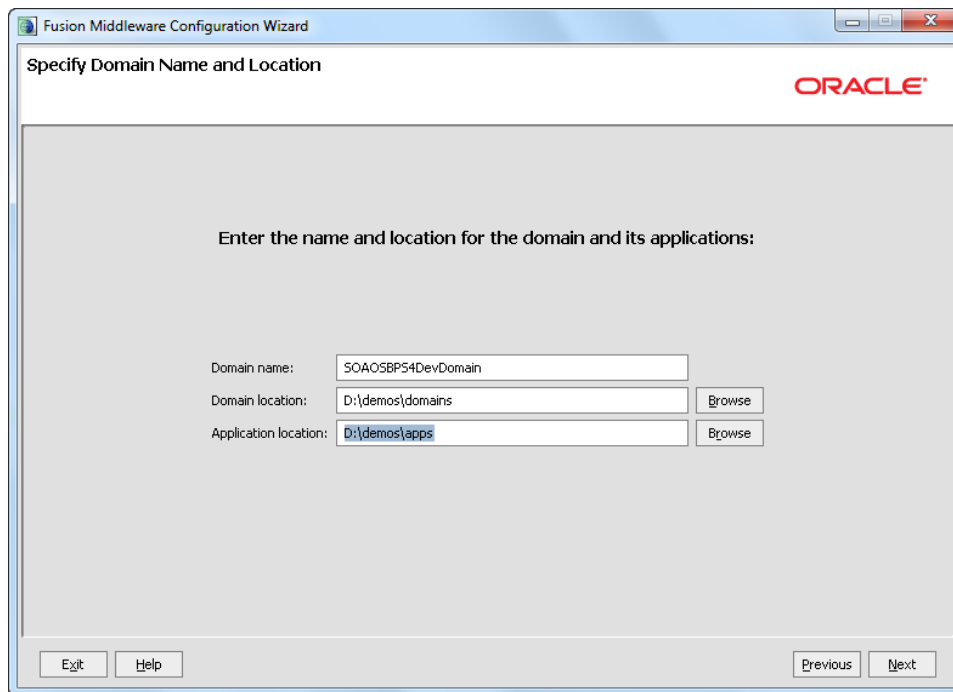 Fusion Middleware Configuration Wizard
Specify Domain Name and Location
ORACLE
Enter the name and location for the domain and its applications:
Domain name: SOAOSBPS4DevDomain
Domain location: D:\demos\domains Browse
Application location: D:\demos\apps Browse
Exit Help Previous Next